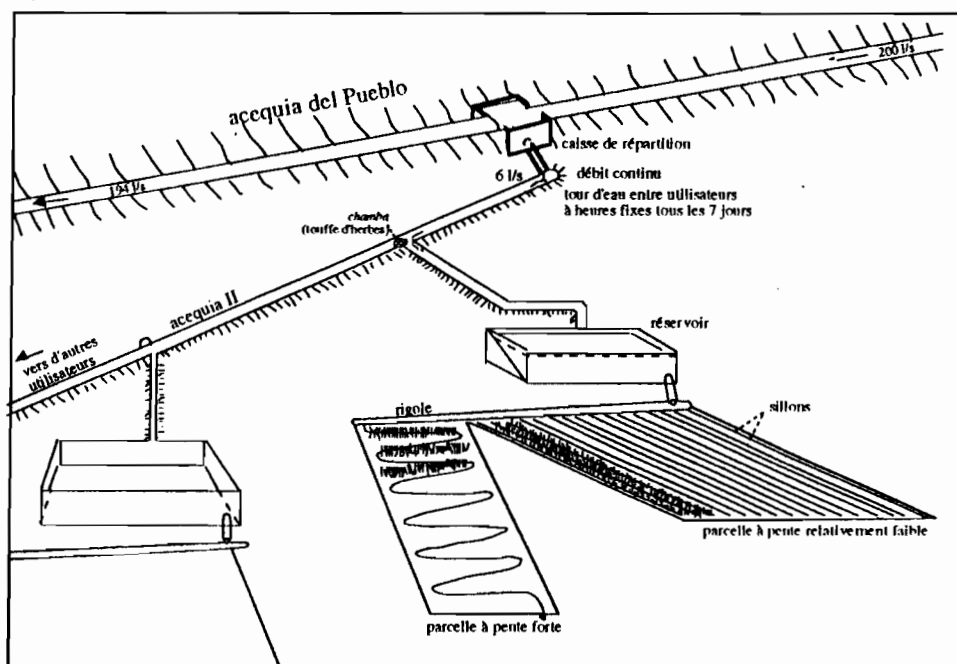 200 l/s
acequia del Pueblo
caisse de répartition
194 l/s
6 l/s
débit continu
tour d'eau entre utilisateurs
à heures fixes tous les 7 jours
chamba
(touffe d'herbes)
acequia II
réservoir
vers d'autres
utilisateurs
rigole
sillons
parcelle à pente relativement faible
parcelle à pente forte